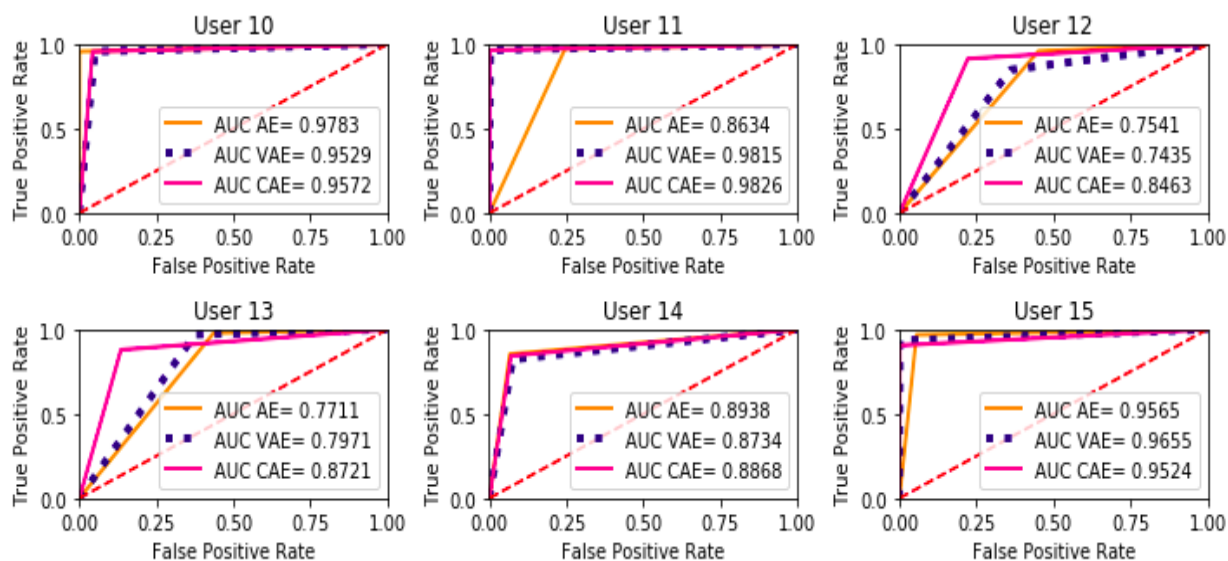 User 10
True Positive Rate
1.0
0.5
0.0
AUC AE= 0.9783
AUC VAE= 0.9529
AUC CAE= 0.9572
0.00 0.25 0.50 0.75 1.00
False Positive Rate
User 11
True Positive Rate
1.0
0.5
0.0
AUC AE= 0.8634
AUC VAE= 0.9815
AUC CAE= 0.9826
0.00 0.25 0.50 0.75 1.00
False Positive Rate
User 12
True Positive Rate
1.0
0.5
0.0
AUC AE= 0.7541
AUC VAE= 0.7435
AUC CAE= 0.8463
0.00 0.25 0.50 0.75 1.00
False Positive Rate
User 13
True Positive Rate
1.0
0.5
0.0
AUC AE= 0.7711
AUC VAE= 0.7971
AUC CAE= 0.8721
0.00 0.25 0.50 0.75 1.00
False Positive Rate
User 14
True Positive Rate
1.0
0.5
0.0
AUC AE= 0.8938
AUC VAE= 0.8734
AUC CAE= 0.8868
0.00 0.25 0.50 0.75 1.00
False Positive Rate
User 15
True Positive Rate
1.0
0.5
0.0
AUC AE= 0.9565
AUC VAE= 0.9655
AUC CAE= 0.9524
0.00 0.25 0.50 0.75 1.00
False Positive Rate